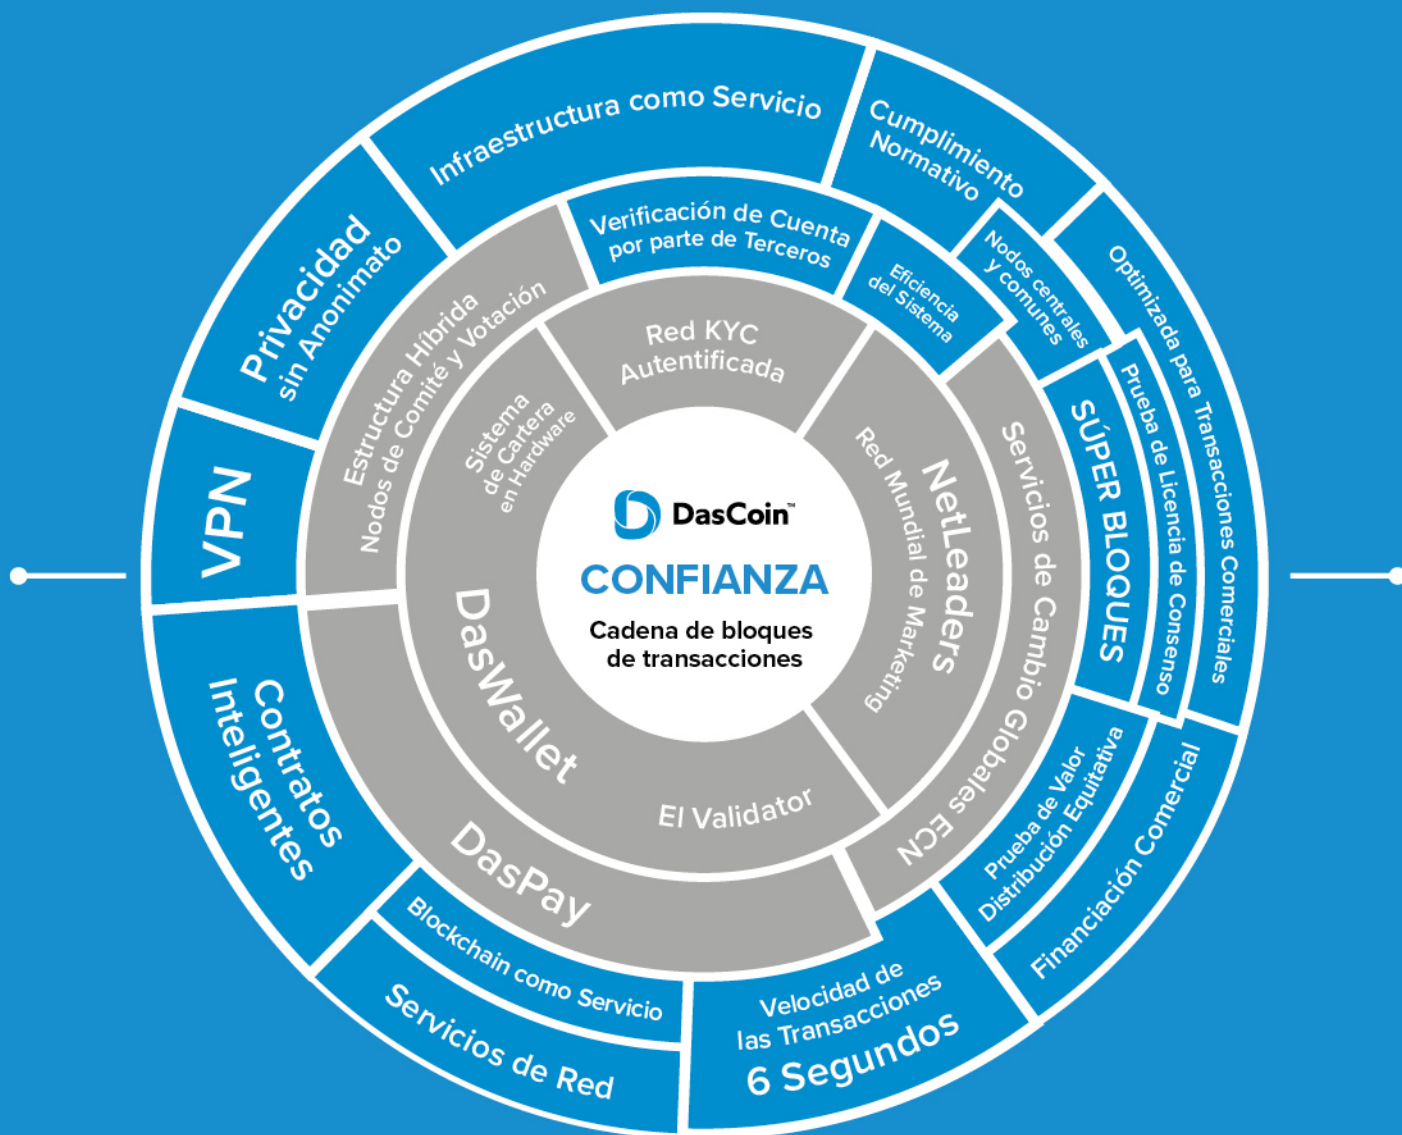 Infraestructura como Servicio
Cumplimiento
Normativo
Optimizada para Transacciones Comerciales
Financiación Comercial
Velocidad de
las Transacciones
6 Segundos
Servicios de Red
Blockchain como Servicio
Contratos
Inteligentes
VPN
Privacidad
sin Anonimato
Verificación de Cuenta
por parte de Terceros
Eficiencia
del Sistema
Nodos centrales
y comunes
Prueba de Licencia de Consenso
SÚPER BLOQUES
Prueba de Valor
Distribución Equitativa
Servicios de Cambio Globales ECN
DasPay
Estructura Híbrida
Nodos de Comité y Votación
Red KYC
Autentificada
NetLeaders
Red Mundial de Marketing
El Validator
DasWallet
Sistema
de Cartera
en Hardware
DasCoin™
CONFIANZA
Cadena de bloques
de transacciones